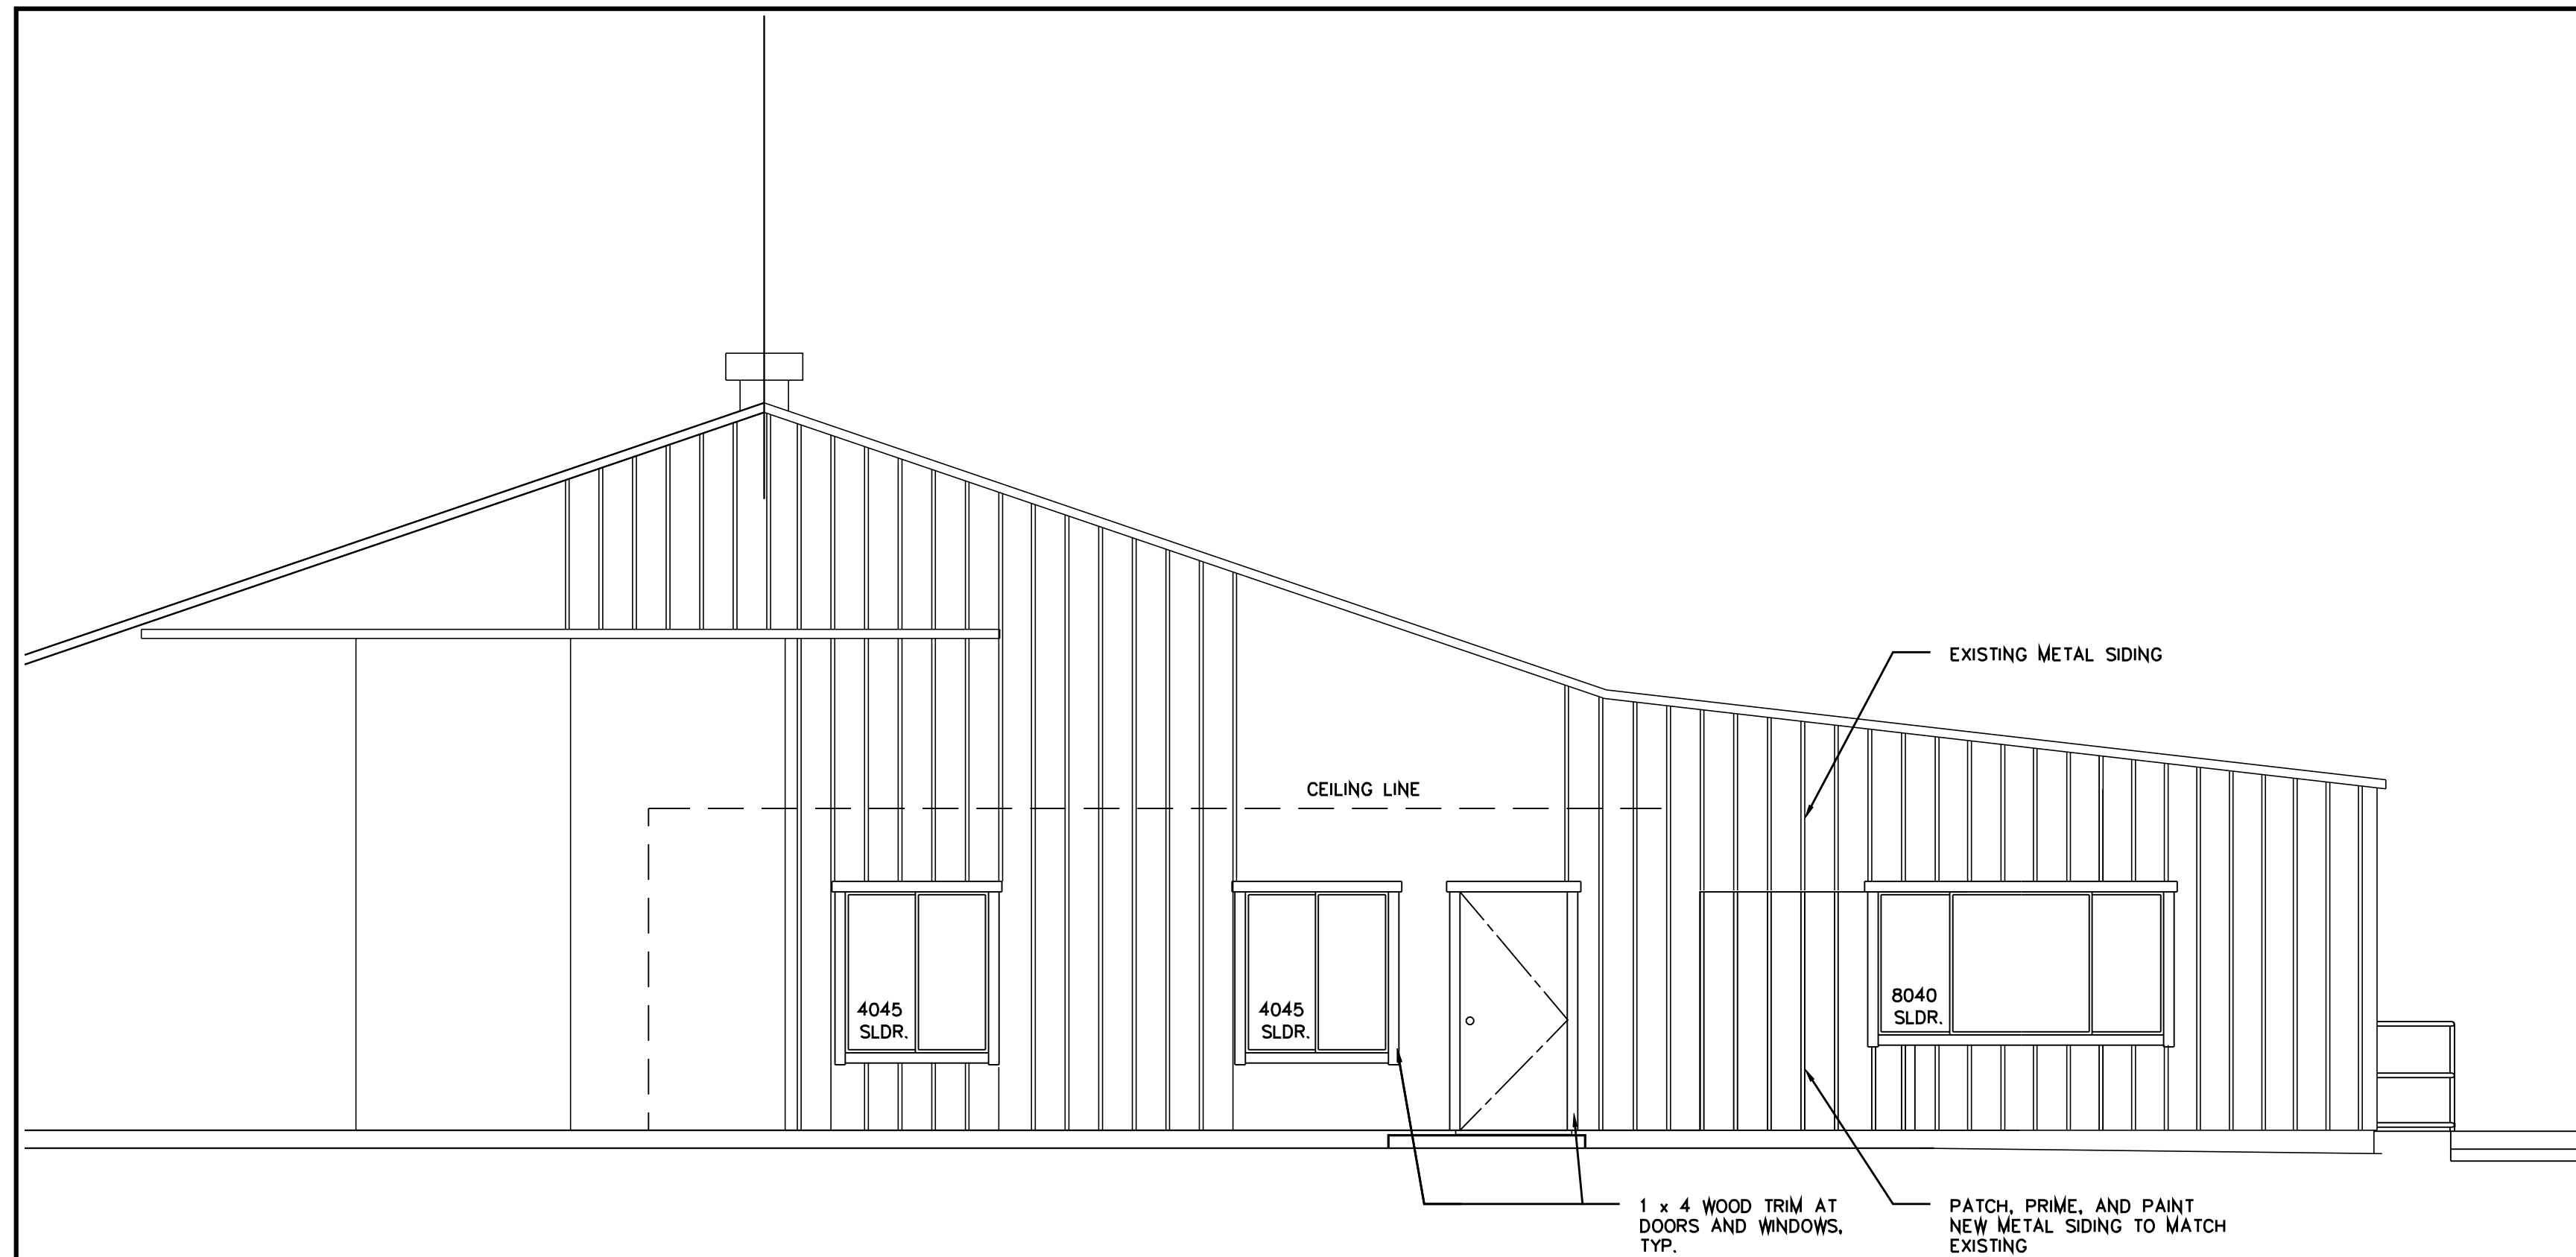 EXISTING METAL SIDING
CEILING LINE
4045
SLDR.
4045
SLDR.
8040
SLDR.
1 x 4 WOOD TRIM AT
DOORS AND WINDOWS,
TYP.
PATCH, PRIME, AND PAINT
NEW METAL SIDING TO MATCH
EXISTING